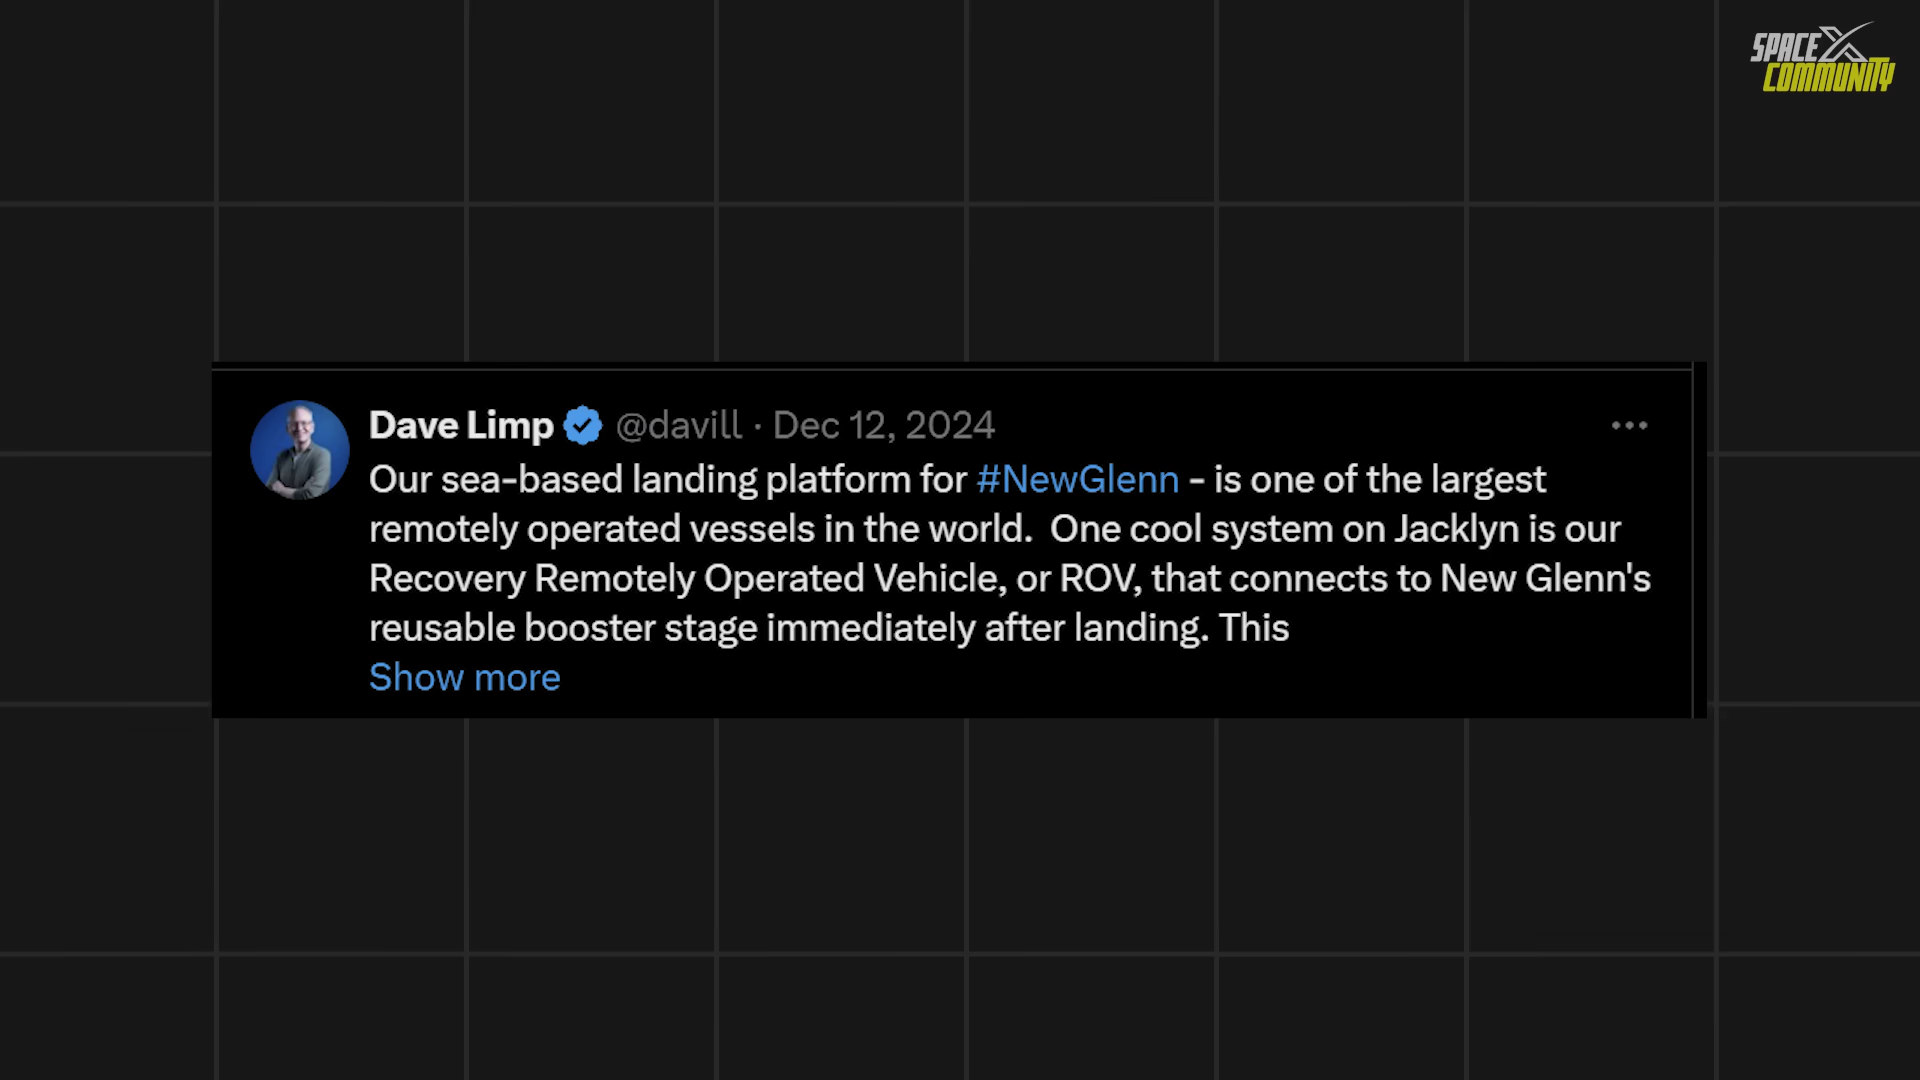 SPACEX
COMMUNITY
Dave Limp @davill · Dec 12, 2024
Our sea-based landing platform for #NewGlenn - is one of the largest
remotely operated vessels in the world.  One cool system on Jacklyn is our
Recovery Remotely Operated Vehicle, or ROV, that connects to New Glenn's
reusable booster stage immediately after landing. This
Show more